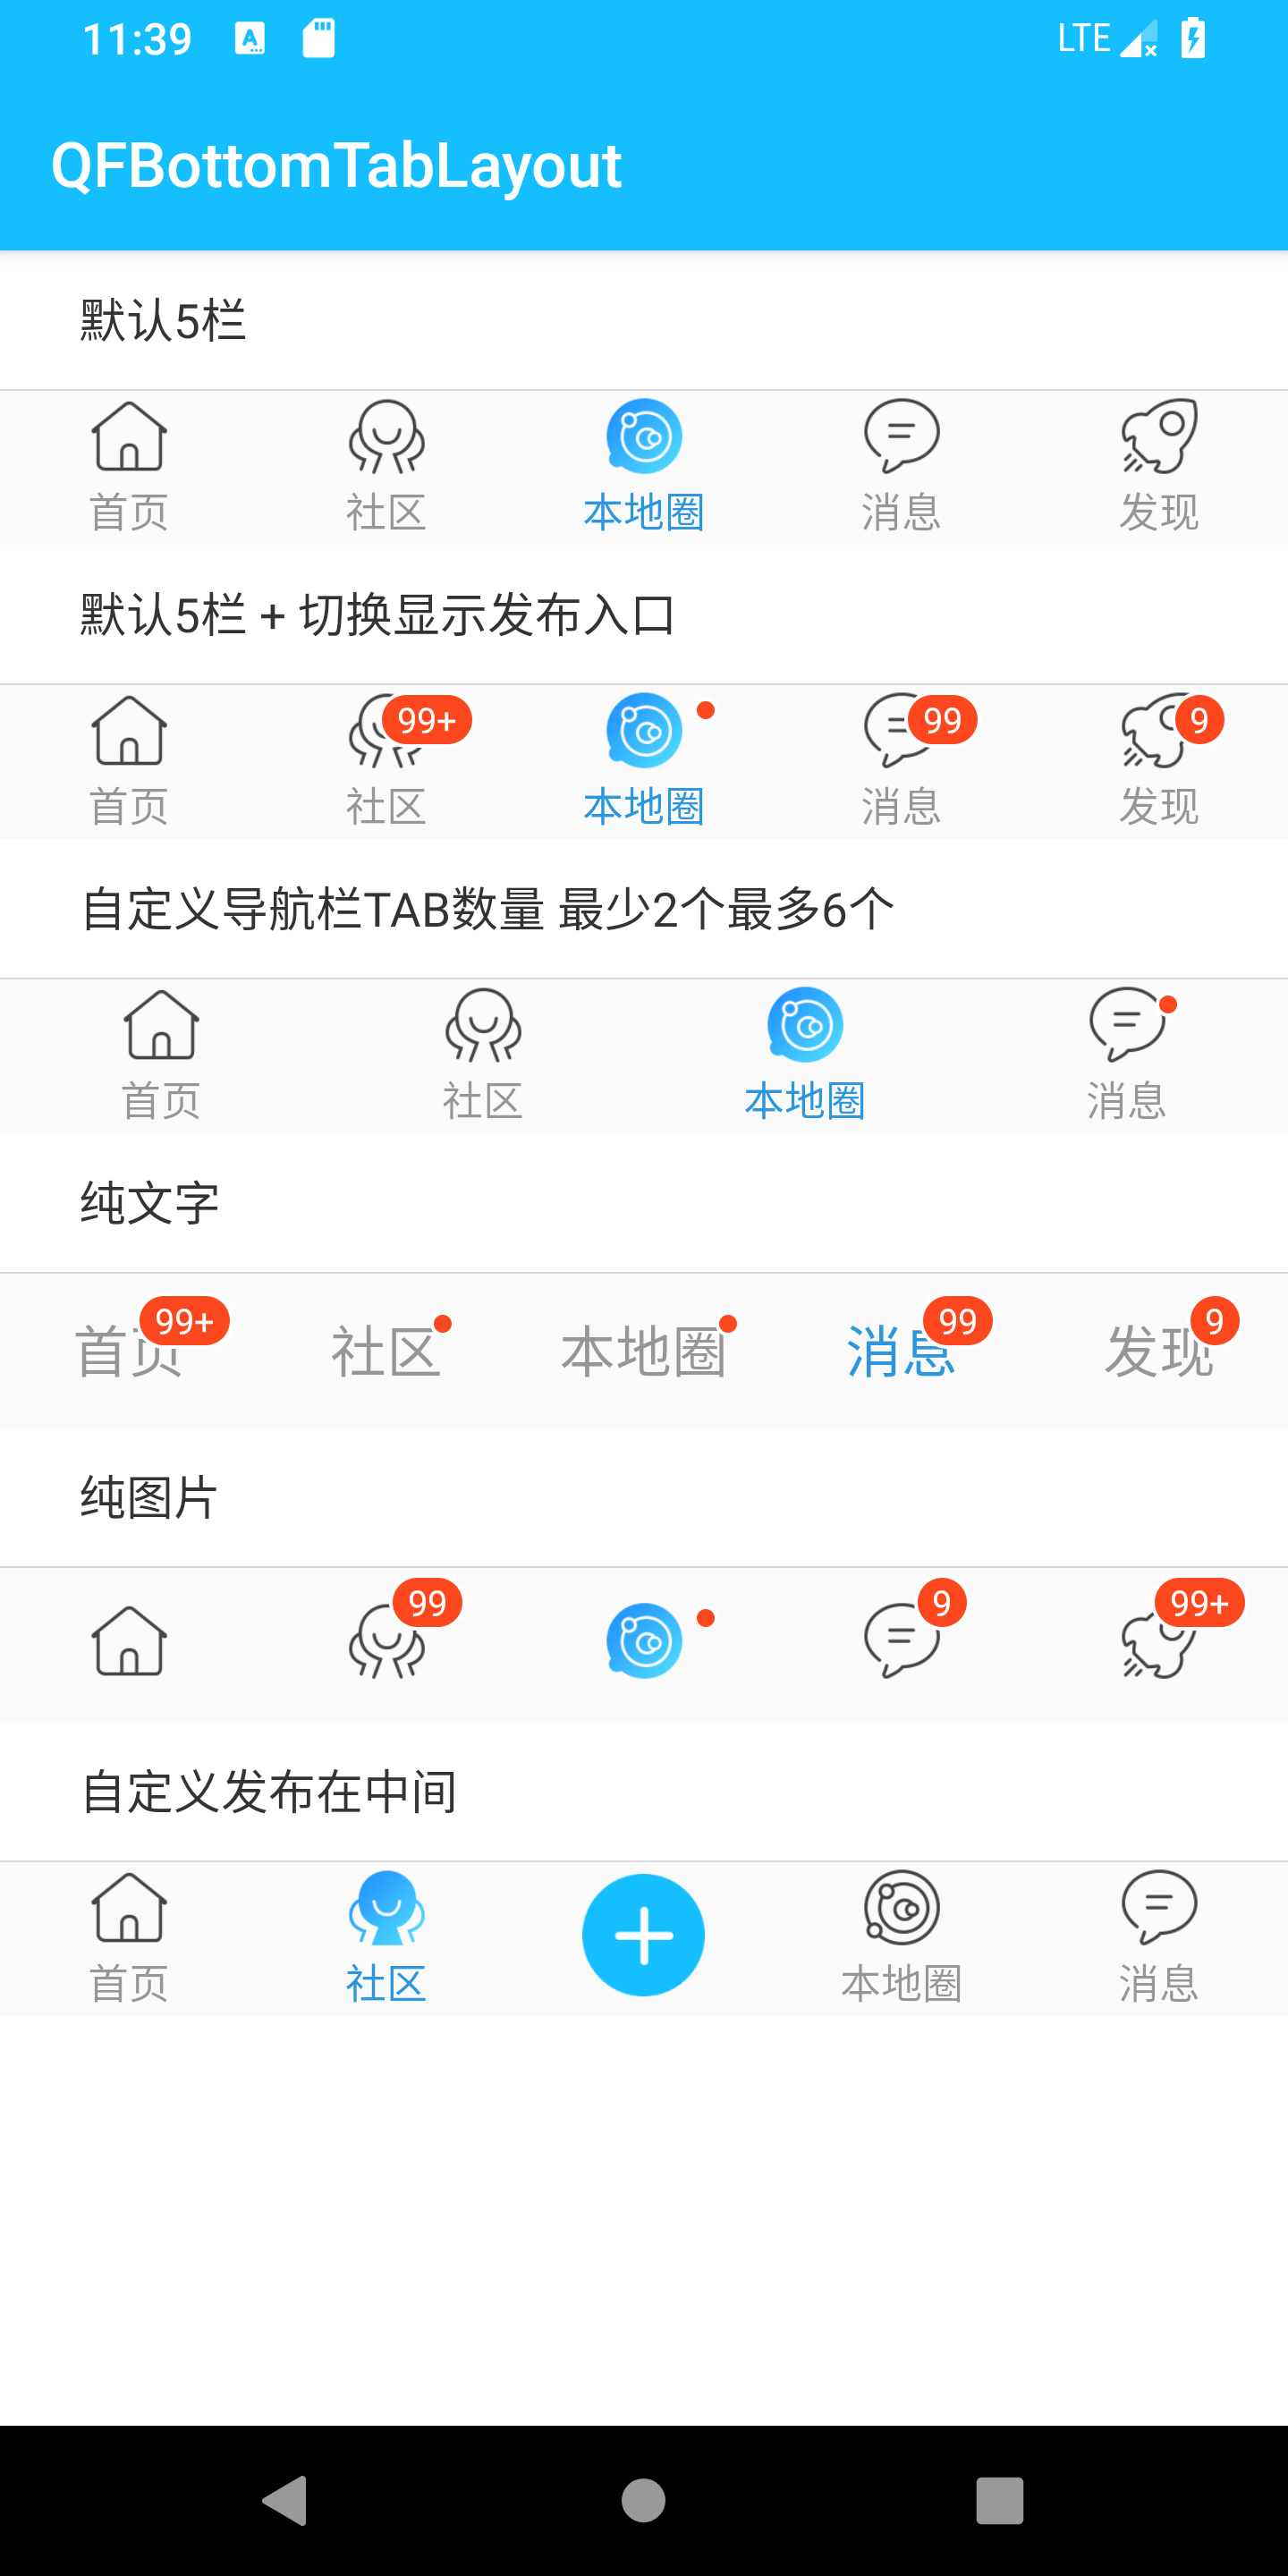 11:39 LTE
QFBottomTabLayout
默认5栏
首页 社区 本地圈 消息 发现
默认5栏 + 切换显示发布入口
99+ 99 9
首页 社区 本地圈 消息 发现
自定义导航栏TAB数量 最少2个最多6个
首页 社区 本地圈 消息
纯文字
99+ 99 9
首页 社区 本地圈 消息 发现
纯图片
99 9 99+
自定义发布在中间
首页 社区 本地圈 消息